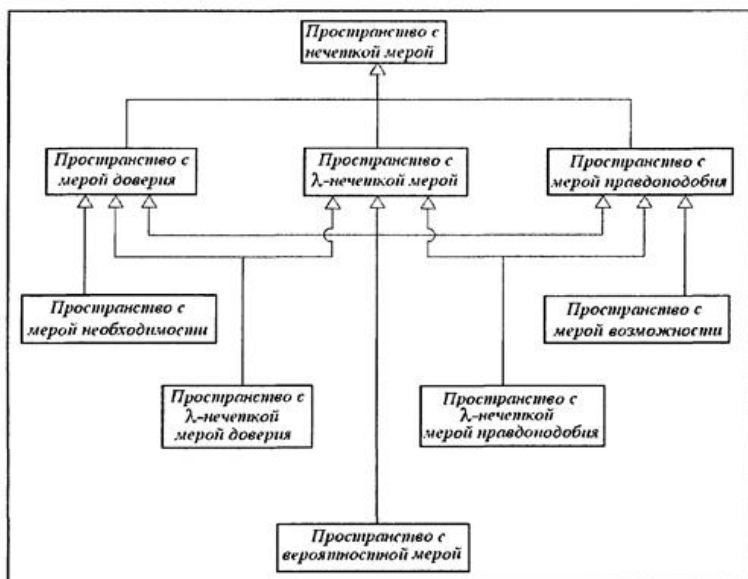 Пространство с
нечеткой мерой
Пространство с
мерой доверия
Пространство с
λ-нечеткой мерой
Пространство с
мерой правдоподобия
Пространство с
мерой необходимости
Пространство с
мерой возможности
Пространство с
λ-нечеткой
мерой доверия
Пространство с
λ-нечеткой
мерой правдоподобия
Пространство с
вероятностной мерой